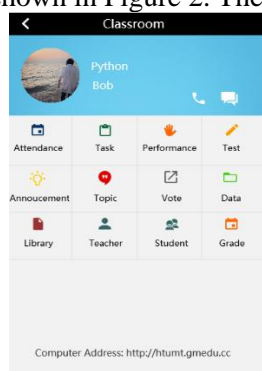 hown in Figure 2. The
Classroom
Python
Bob
Attendance Task Performance Test
Annoucement Topic Vote Data
Library Teacher Student Grade
Computer Address: http://htumt.gmedu.cc